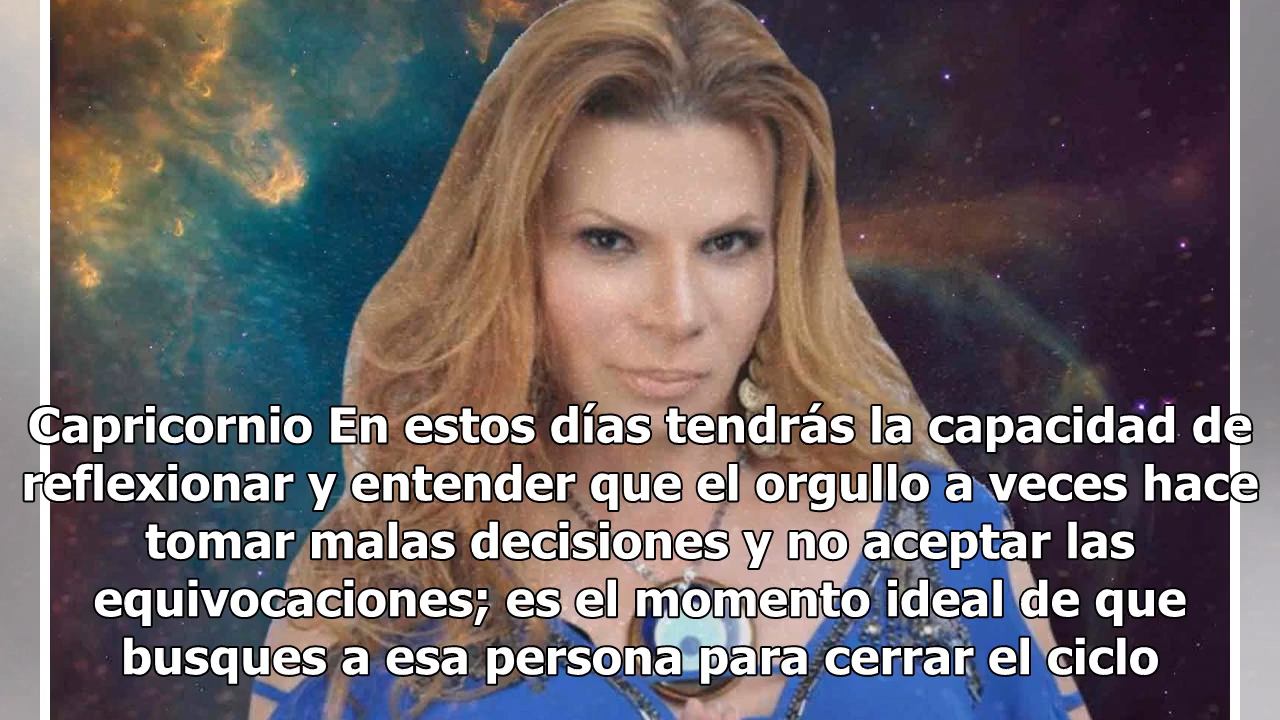 Capricornio En estos días tendrás la capacidad de
reflexionar y entender que el orgullo a veces hace
tomar malas decisiones y no aceptar las
equivocaciones; es el momento ideal de que
busques a esa persona para cerrar el ciclo